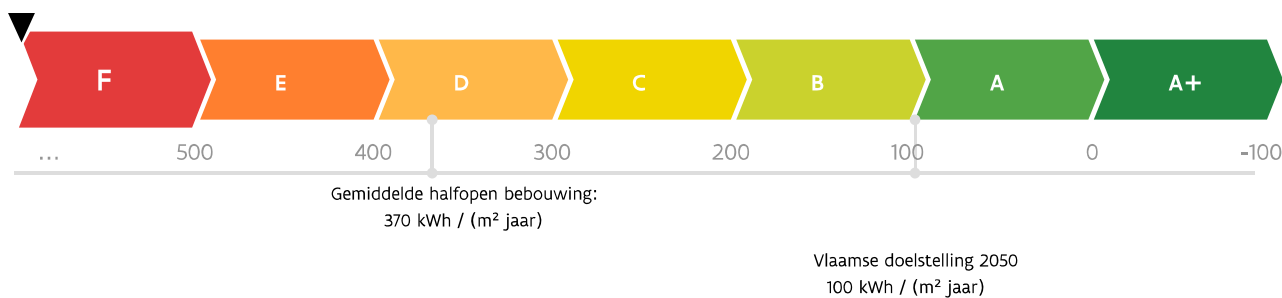 F E D C B A A+
... 500 400 300 200 100 0 -100
Gemiddelde halfopen bebouwing:
370 kWh / (m² jaar)
Vlaamse doelstelling 2050
100 kWh / (m² jaar)